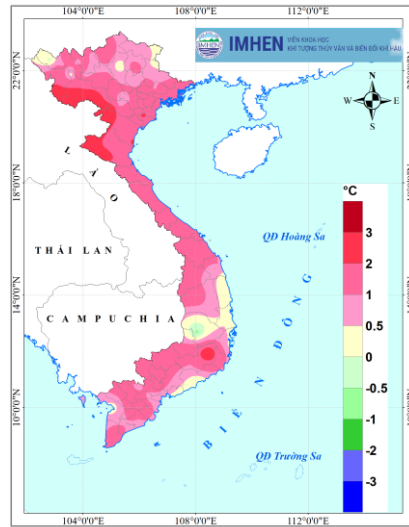 104°0'0"E
108°0'0"E
112°0'0"E
IMHEN
VIỆN KHOA HỌC
KHÍ TƯỢNG THỦY VĂN VÀ BIẾN ĐỔI KHÍ HẬU
22°0'0"N
N
W
E
S
LÀO
18°0'0"N
°C
3
2
1
0.5
0
-0.5
-1
-2
-3
QĐ Hoàng Sa
THÁI LAN
14°0'0"N
CAMPUCHIA
BIỂN ĐÔNG
10°0'0"N
QĐ Trường Sa
104°0'0"E
108°0'0"E
112°0'0"E